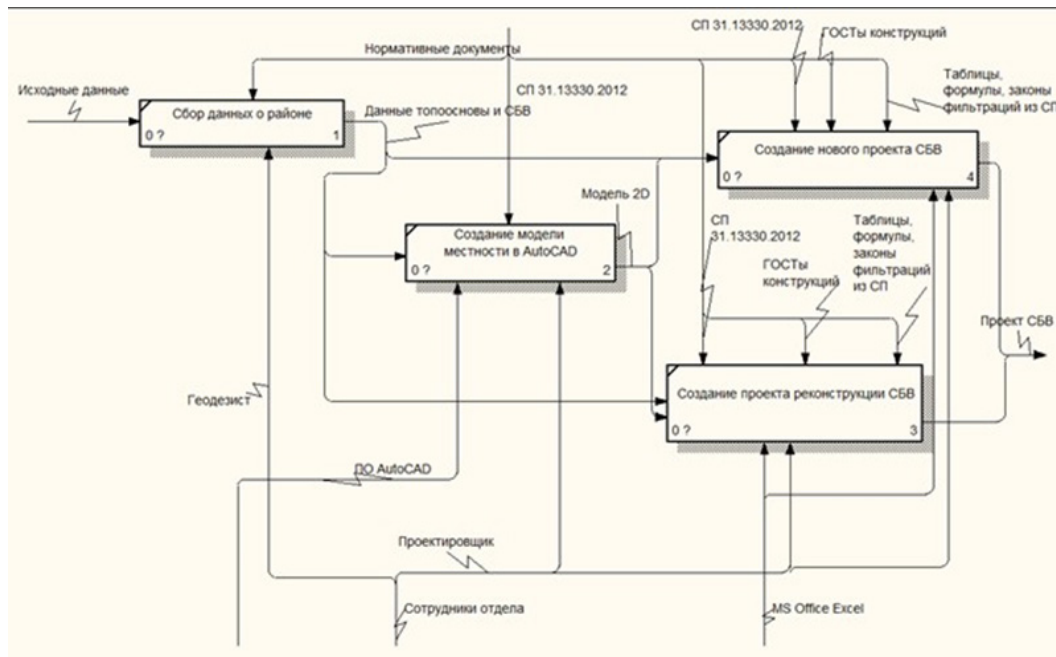 СП 31.13330.2012
ГОСТы конструкций
Нормативные документы
Таблицы,
формулы, законы
фильтраций из СП
Исходные данные
СП 31.13330.2012
Сбор данных о районе
0 ?
1
Данные топоосновы и СБВ
Создание нового проекта СБВ
0 ?
4
Модель 2D
Создание модели
местности в AutoCAD
0 ?
2
СП
31.13330.2012
Таблицы,
формулы,
законы
фильтраций
из СП
ГОСТы
конструкций
Проект СБВ
Создание проекта реконструкции СБВ
0 ?
3
Геодезист
ПО AutoCAD
Проектировщик
Сотрудники отдела
MS Office Excel